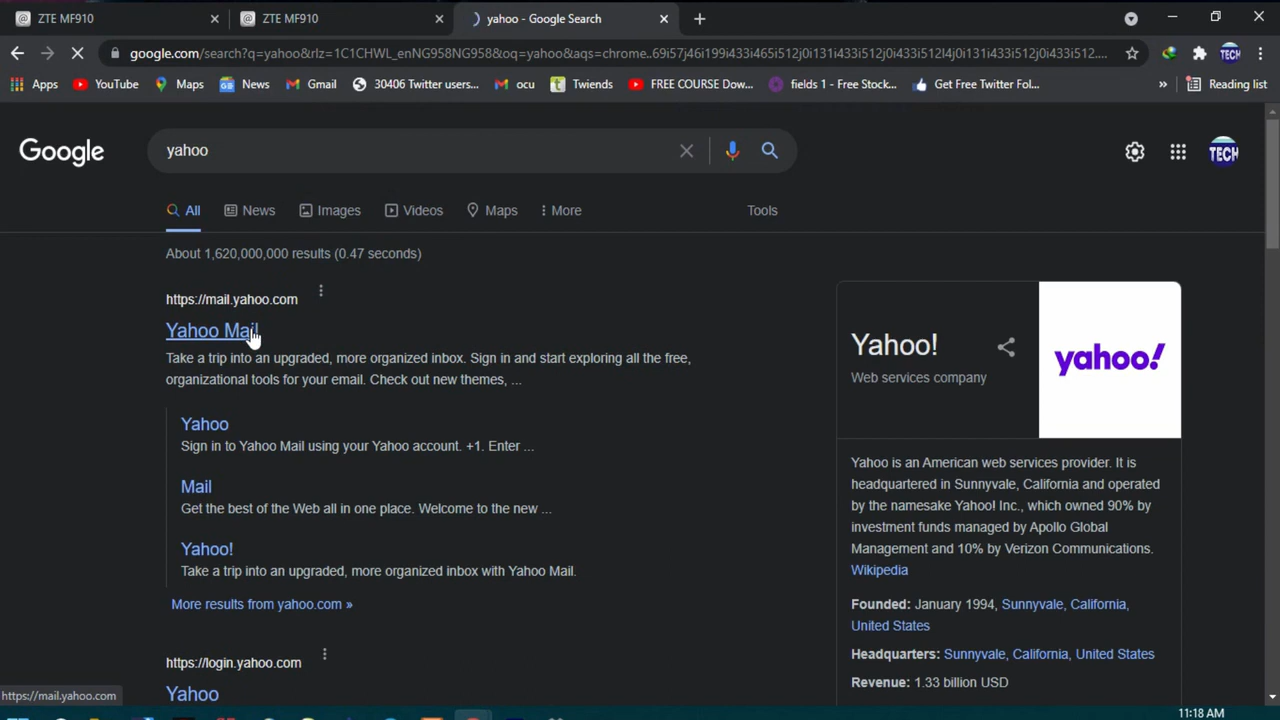 ZTE MF910
ZTE MF910
yahoo - Google Search
google.com/search?q=yahoo&rlz=1C1CHWL_enNG958NG958&oq=yahoo&aqs=chrome..69i57j46i199i433i465i512j0i131i433i512j0i433i512l4j0i131i433i512j0i433i512....
Apps
YouTube
Maps
News
Gmail
30406 Twitter users...
ocu
Twiends
FREE COURSE Dow...
fields 1 - Free Stock...
Get Free Twitter Fol...
»
Reading list
Google
yahoo
TECH
All
News
Images
Videos
Maps
More
Tools
About 1,620,000,000 results (0.47 seconds)
https://mail.yahoo.com
Yahoo Mail
Take a trip into an upgraded, more organized inbox. Sign in and start exploring all the free,
organizational tools for your email. Check out new themes, ...
Yahoo
Sign in to Yahoo Mail using your Yahoo account. +1. Enter ...
Mail
Get the best of the Web all in one place. Welcome to the new ...
Yahoo!
Take a trip into an upgraded, more organized inbox with Yahoo Mail.
More results from yahoo.com »
https://login.yahoo.com
Yahoo
Yahoo!
Web services company
yahoo!
Yahoo is an American web services provider. It is
headquartered in Sunnyvale, California and operated
by the namesake Yahoo! Inc., which owned 90% by
investment funds managed by Apollo Global
Management and 10% by Verizon Communications.
Wikipedia
Founded: January 1994, Sunnyvale, California,
United States
Headquarters: Sunnyvale, California, United States
Revenue: 1.33 billion USD
https://mail.yahoo.com
11:18 AM